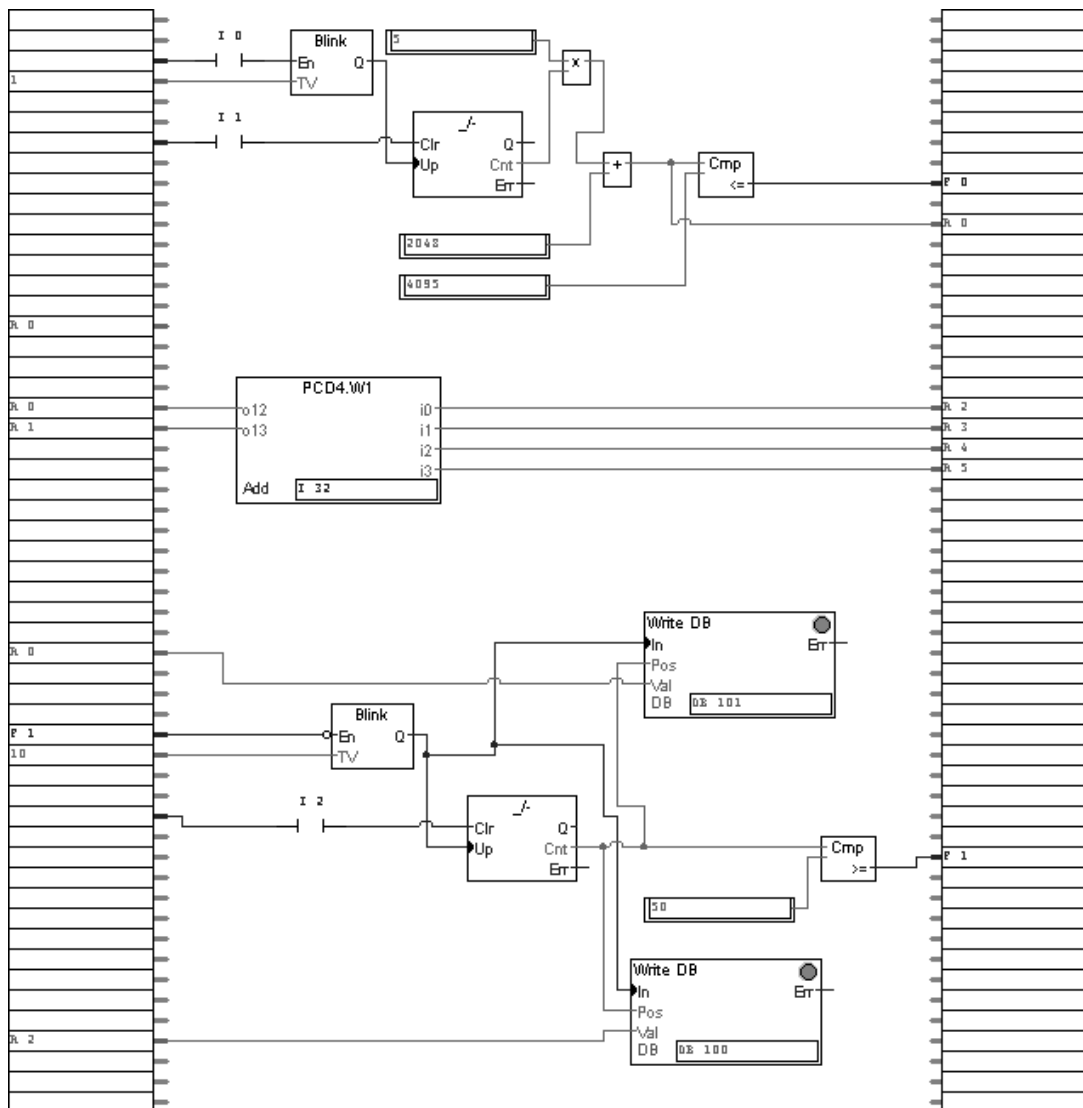 I 0
Blink
5
En Q
x
1
TV
I 1
_/-
Clr Q
Cnt
Up
Err
+
Cmp
<=
F 0
R 0
2048
4095
R 0
PCD4.W1
R 0
o12 i0
R 2
R 1
o13 i1
R 3
i2
R 4
i3
R 5
Add I 32
Write DB
In Err
R 0
Pos
Val
DB DB 101
Blink
F 1
En Q
10
TV
I 2
_/-
Clr Q
Cnt
Up
Err
Cmp
>=
F 1
50
Write DB
In Err
Pos
R 2
Val
DB DB 100